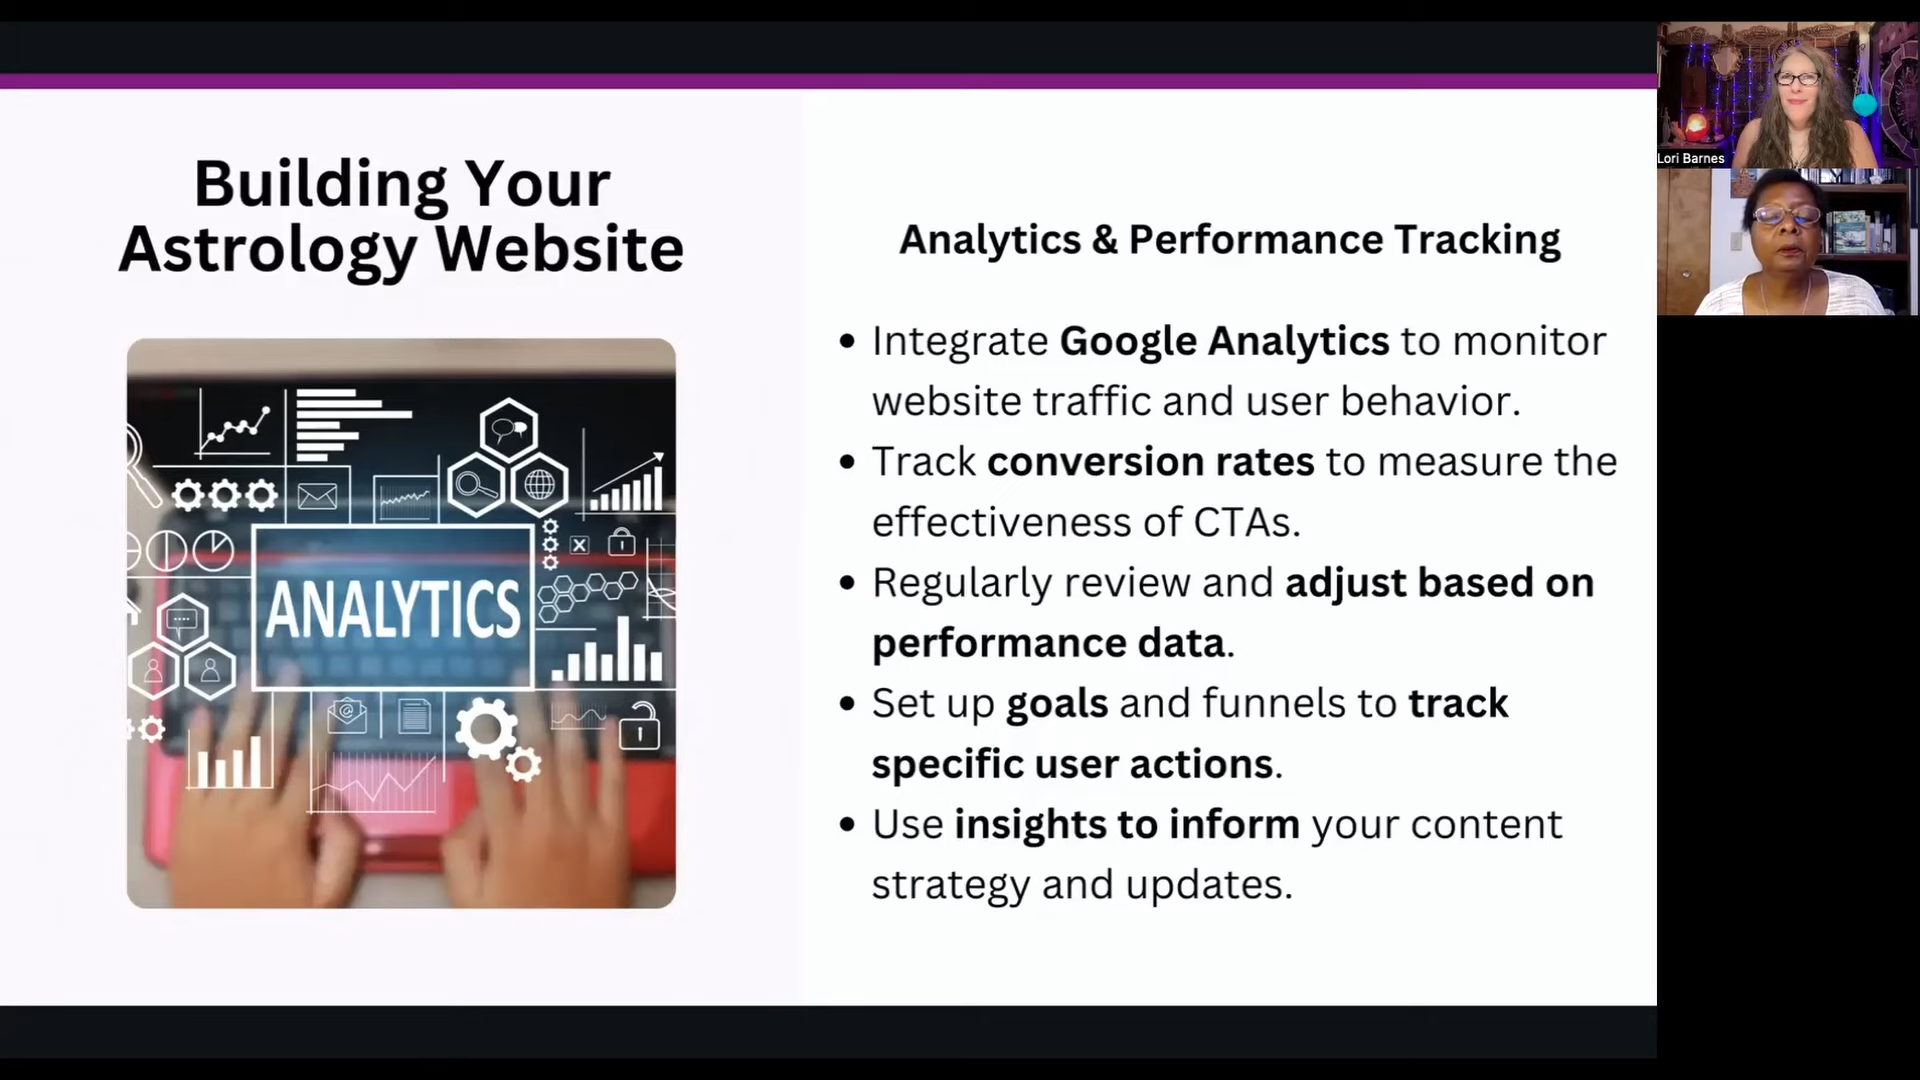 Building Your
Astrology Website
ANALYTICS
Analytics & Performance Tracking
• Integrate Google Analytics to monitor
website traffic and user behavior.
• Track conversion rates to measure the
effectiveness of CTAs.
• Regularly review and adjust based on
performance data.
• Set up goals and funnels to track
specific user actions.
• Use insights to inform your content
strategy and updates.
Lori Barnes